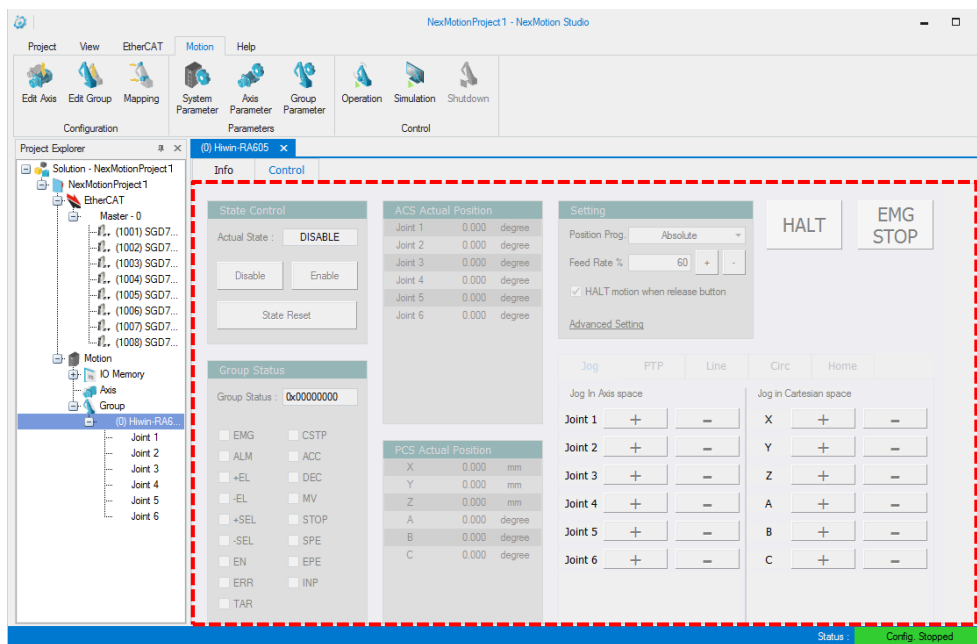 NexMotionProject1 - NexMotion Studio
Project View EtherCAT Motion Help
Edit Axis Edit Group Mapping System Parameter Axis Parameter Group Parameter Operation Simulation Shutdown
Configuration Parameters Control
Project Explorer
Solution - NexMotionProject1
NexMotionProject1
EtherCAT
Master - 0
(1001) SGD7...
(1002) SGD7...
(1003) SGD7...
(1004) SGD7...
(1005) SGD7...
(1006) SGD7...
(1007) SGD7...
(1008) SGD7...
Motion
IO Memory
Axis
Group
(0) Hiwin-RA6...
Joint 1
Joint 2
Joint 3
Joint 4
Joint 5
Joint 6
(0) Hiwin-RA605
Info Control
State Control
Actual State : DISABLE
Disable Enable
State Reset
Group Status
Group Status : 0x00000000
EMG CSTP
ALM ACC
+EL DEC
-EL MV
+SEL STOP
-SEL SPE
EN EPE
ERR INP
TAR
ACS Actual Position
Joint 1 0.000 degree
Joint 2 0.000 degree
Joint 3 0.000 degree
Joint 4 0.000 degree
Joint 5 0.000 degree
Joint 6 0.000 degree
PCS Actual Position
X 0.000 mm
Y 0.000 mm
Z 0.000 mm
A 0.000 degree
B 0.000 degree
C 0.000 degree
Setting
Position Prog. Absolute
Feed Rate % 60 + -
HALT motion when release button
Advanced Setting
HALT
EMG
STOP
Jog PTP Line Circ Home
Jog In Axis space
Joint 1 + -
Joint 2 + -
Joint 3 + -
Joint 4 + -
Joint 5 + -
Joint 6 + -
Jog in Cartesian space
X + -
Y + -
Z + -
A + -
B + -
C + -
Status : Config. Stopped